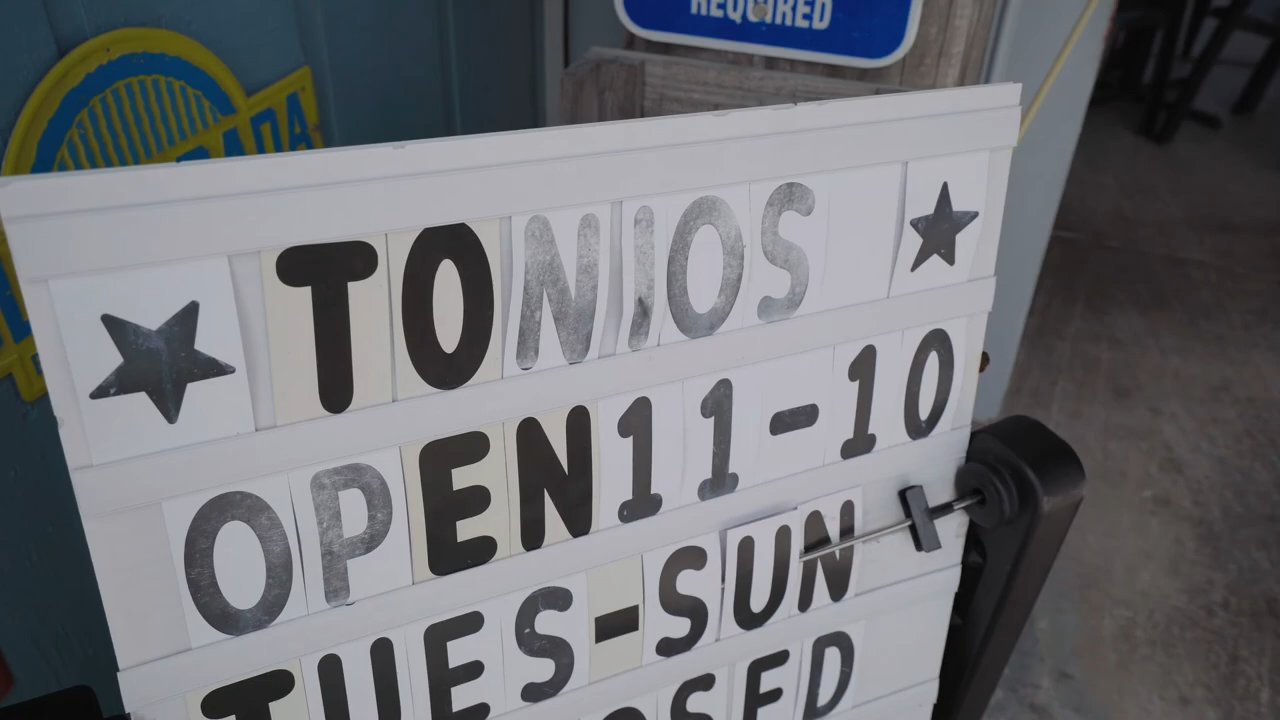 REQUIRED
★ TONIOS ★
OPEN 11-10
TUES-SUN